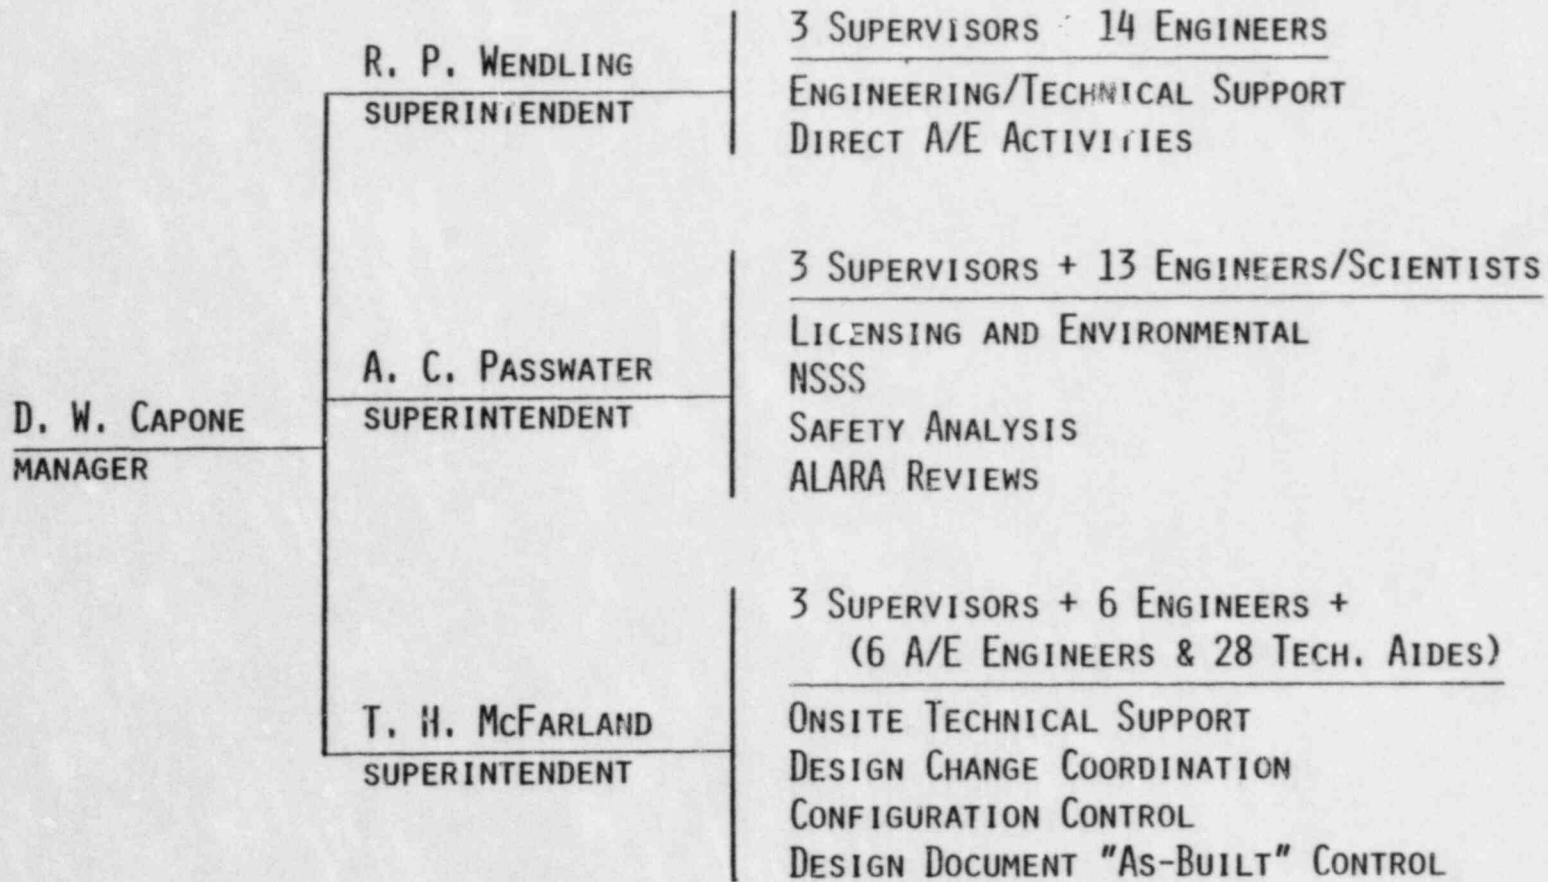 D. W. CAPONE
MANAGER
R. P. WENDLING
SUPERINTENDENT
3 SUPERVISORS 14 ENGINEERS
ENGINEERING/TECHNICAL SUPPORT
DIRECT A/E ACTIVITIES
A. C. PASSWATER
SUPERINTENDENT
3 SUPERVISORS + 13 ENGINEERS/SCIENTISTS
LICENSING AND ENVIRONMENTAL
NSSS
SAFETY ANALYSIS
ALARA REVIEWS
T. H. MCFARLAND
SUPERINTENDENT
3 SUPERVISORS + 6 ENGINEERS +
(6 A/E ENGINEERS & 28 TECH. AIDES)
ONSITE TECHNICAL SUPPORT
DESIGN CHANGE COORDINATION
CONFIGURATION CONTROL
DESIGN DOCUMENT "AS-BUILT" CONTROL